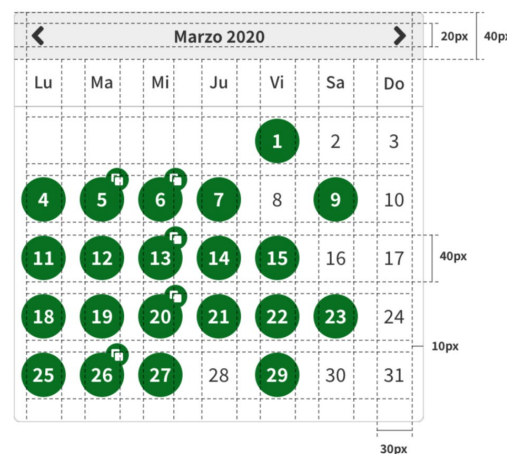 Marzo 2020
20px
40px
Lu Ma Mi Ju Vi Sa Do
1 2 3
4 5 6 7 8 9 10
11 12 13 14 15 16 17
40px
18 19 20 21 22 23 24
10px
25 26 27 28 29 30 31
30px